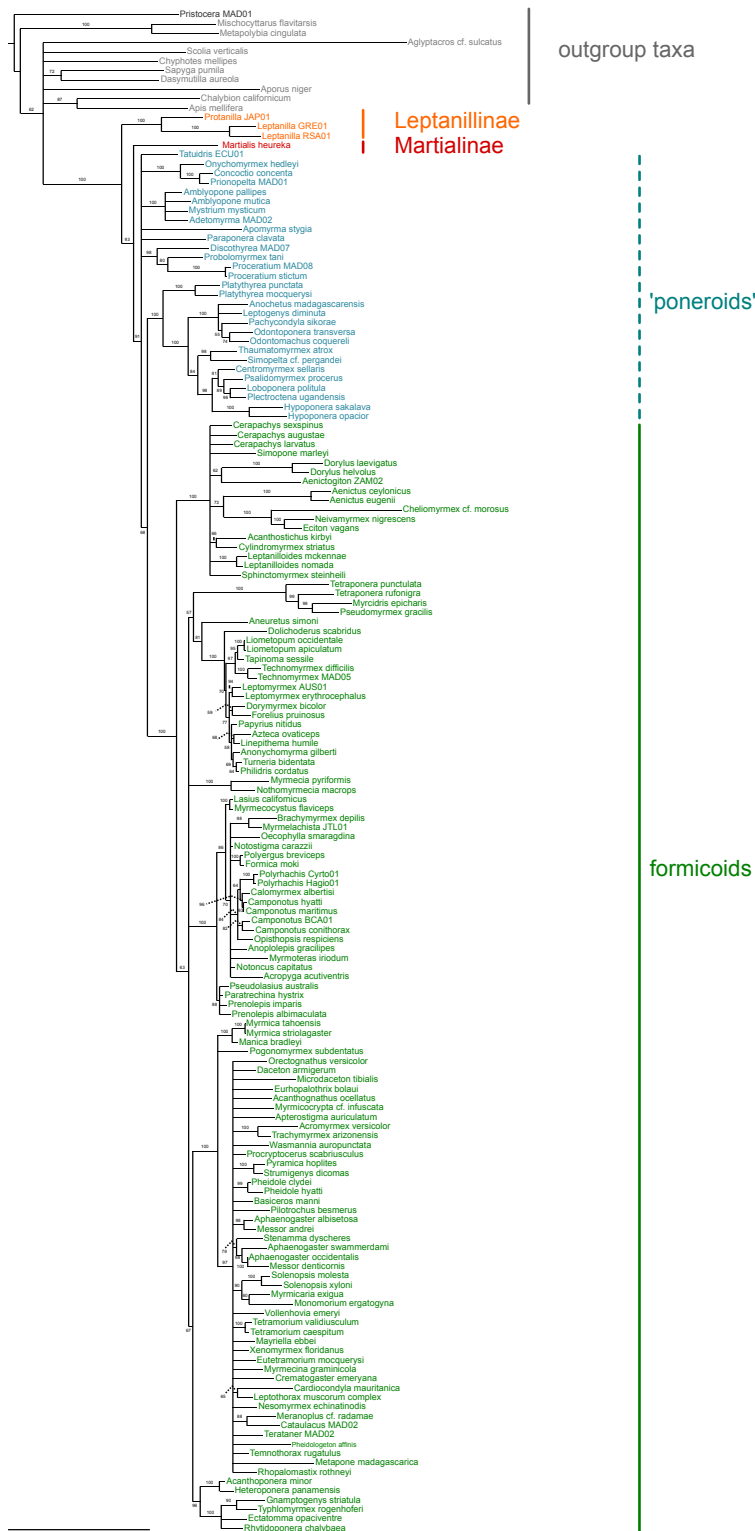 Pristocera MAD01
Mischocyttarus flavitarsis
Metapolybia cingulata
Aglyptacros cf. sulcatus
outgroup taxa
Scolia verticalis
Chyphotes mellipes
Sapyga pumila
Dasymutilla aureola
Aporus niger
Chalybion californicum
Apis mellifera
Protanilla JAP01
Leptanillinae
Leptanilla GRE01
Leptanilla RSA01
Martialis heureka
Martialinae
Tatuidris ECU01
Onychomyrmex hedleyi
Concoctio concenta
Prionopelta MAD01
Amblyopone pallipes
Amblyopone mutica
Mystrium mysticum
Adetomyrma MAD02
Apomyrma stygia
Paraponera clavata
Discothyrea MAD07
Probolomyrmex tani
Proceratium MAD08
Proceratium stictum
Platythyrea punctata
Platythyrea mocquerysi
'poneroids'
Anochetus madagascarensis
Leptogenys diminuta
Pachycondyla sikorae
Odontoponera transversa
Odontomachus coquereli
Thaumatomyrmex atrox
Simopelta cf. pergandei
Centromyrmex sellaris
Psalidomyrmex procerus
Loboponera politula
Plectroctena ugandensis
Hypoponera sakalava
Hypoponera opacior
Cerapachys sexspinus
Cerapachys augustae
Cerapachys larvatus
Simopone marleyi
Dorylus laevigatus
Dorylus helvolus
Aenictogiton ZAM02
Aenictus ceylonicus
Aenictus eugenii
Cheliomyrmex cf. morosus
Neivamyrmex nigrescens
Eciton vagans
Acanthostichus kirbyi
Cylindromyrmex striatus
Leptanilloides mckennae
Leptanilloides nomada
Sphinctomyrmex steinheili
Tetraponera punctulata
Tetraponera rufonigra
Myrcidris epicharis
Pseudomyrmex gracilis
Aneuretus simoni
Dolichoderus scabridus
Liometopum occidentale
Liometopum apiculatum
Tapinoma sessile
Technomyrmex difficilis
Technomyrmex MAD05
Leptomyrmex AUS01
Leptomyrmex erythrocephalus
Dorymyrmex bicolor
Forelius pruinosus
Papyrius nitidus
Azteca ovaticeps
Linepithema humile
Anonychomyrma gilberti
Turneria bidentata
Philidris cordatus
Myrmecia pyriformis
Nothomyrmecia macrops
Lasius californicus
Myrmecocystus flaviceps
Brachymyrmex depilis
Myrmelachista JTL01
Oecophylla smaragdina
Notostigma carazzii
Polyergus breviceps
Formica moki
formicoids
Polyrhachis Cyrto01
Polyrhachis Hagio01
Calomyrmex albertisi
Camponotus hyatti
Camponotus maritimus
Camponotus BCA01
Camponotus conithorax
Opisthopsis respiciens
Anoplolepis gracilipes
Myrmoteras iriodum
Notoncus capitatus
Acropyga acutiventris
Pseudolasius australis
Paratrechina hystrix
Prenolepis imparis
Prenolepis albimaculata
Myrmica tahoensis
Myrmica striolagaster
Manica bradleyi
Pogonomyrmex subdentatus
Orectognathus versicolor
Daceton armigerum
Microdaceton tibialis
Eurhopalothrix bolaui
Acanthognathus ocellatus
Myrmicocrypta cf. infuscata
Apterostigma auriculatum
Acromyrmex versicolor
Trachymyrmex arizonensis
Wasmannia auropunctata
Procryptocerus scabriusculus
Pyramica hoplites
Strumigenys dicomas
Pheidole clydei
Pheidole hyatti
Basiceros manni
Pilotrochus besmerus
Aphaenogaster albisetosa
Messor andrei
Stenamma dyscheres
Aphaenogaster swammerdami
Aphaenogaster occidentalis
Messor denticornis
Solenopsis molesta
Solenopsis xyloni
Myrmicaria exigua
Monomorium ergatogyna
Vollenhovia emeryi
Tetramorium validiusculum
Tetramorium caespitum
Mayriella ebbei
Xenomyrmex floridanus
Eutetramorium mocquerysi
Myrmecina graminicola
Crematogaster emeryana
Cardiocondyla mauritanica
Leptothorax muscorum complex
Nesomyrmex echinatinodis
Meranoplus cf. radamae
Cataulacus MAD02
Terataner MAD02
Pheidologeton affinis
Temnothorax rugatulus
Metapone madagascarica
Rhopalomastix rothneyi
Acanthoponera minor
Heteroponera panamensis
Gnamptogenys striatula
Typhlomyrmex rogenhoferi
Ectatomma opaciventre
Rhytidoponera chalybaea